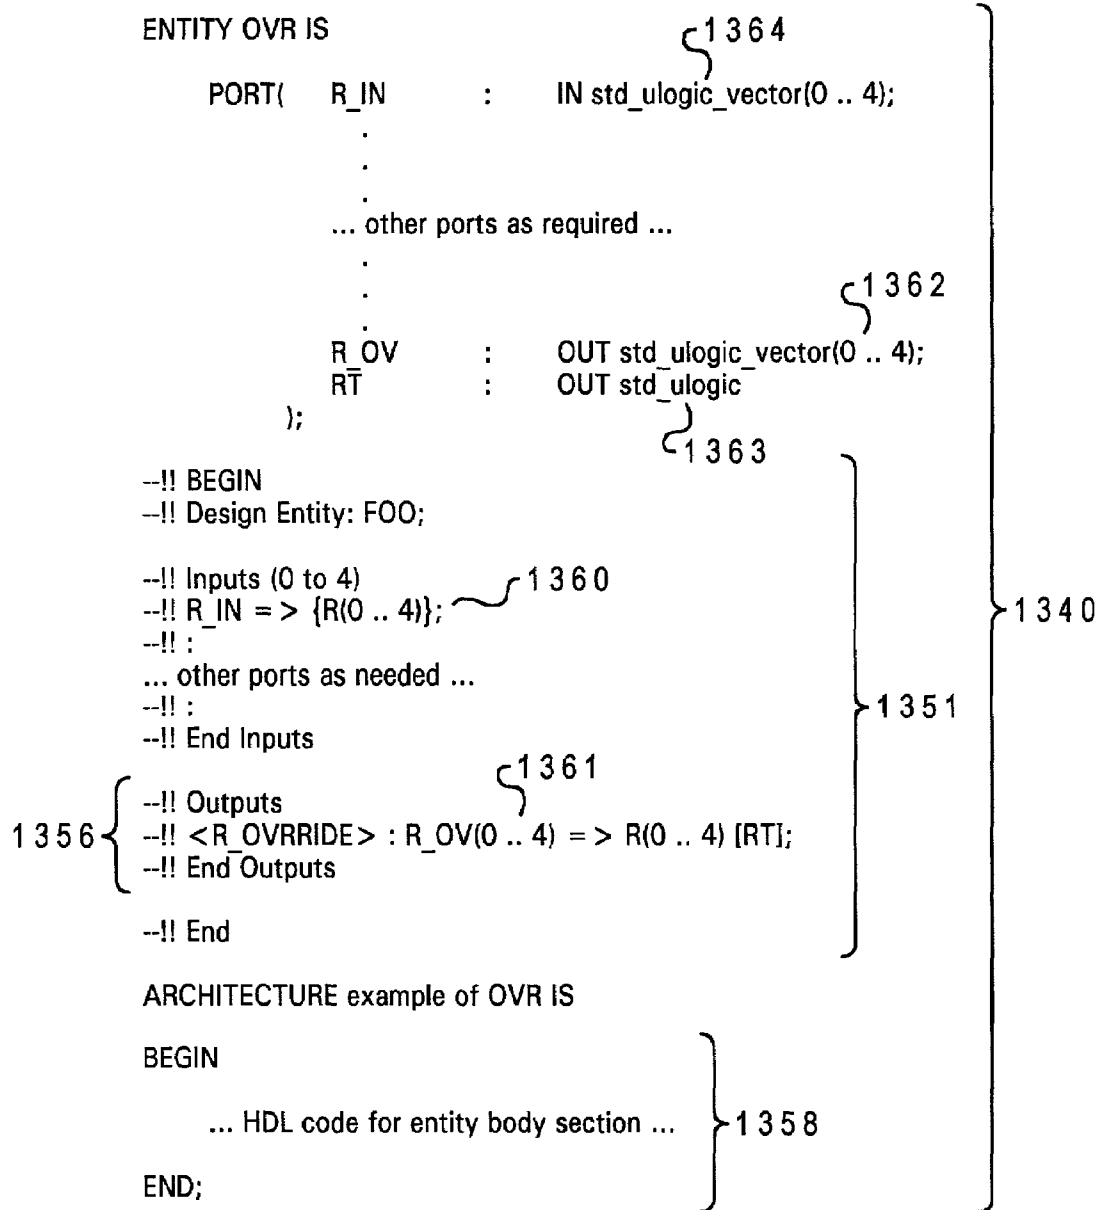 ENTITY OVR IS
1364
PORT( R_IN : IN std_ulogic_vector(0 .. 4);
.
.
.
... other ports as required ...
.
.
.
1362
R_OV : OUT std_ulogic_vector(0 .. 4);
RT : OUT std_ulogic
);
1363
--!! BEGIN
--!! Design Entity: FOO;
--!! Inputs (0 to 4)
1360
--!! R_IN = > {R(0 .. 4)};
1340
--!! :
... other ports as needed ...
--!! :
1351
--!! End Inputs
1361
--!! Outputs
1356
--!! <R_OVRRIDE> : R_OV(0 .. 4) = > R(0 .. 4) [RT];
--!! End Outputs
--!! End
ARCHITECTURE example of OVR IS
BEGIN
... HDL code for entity body section ...
1358
END;